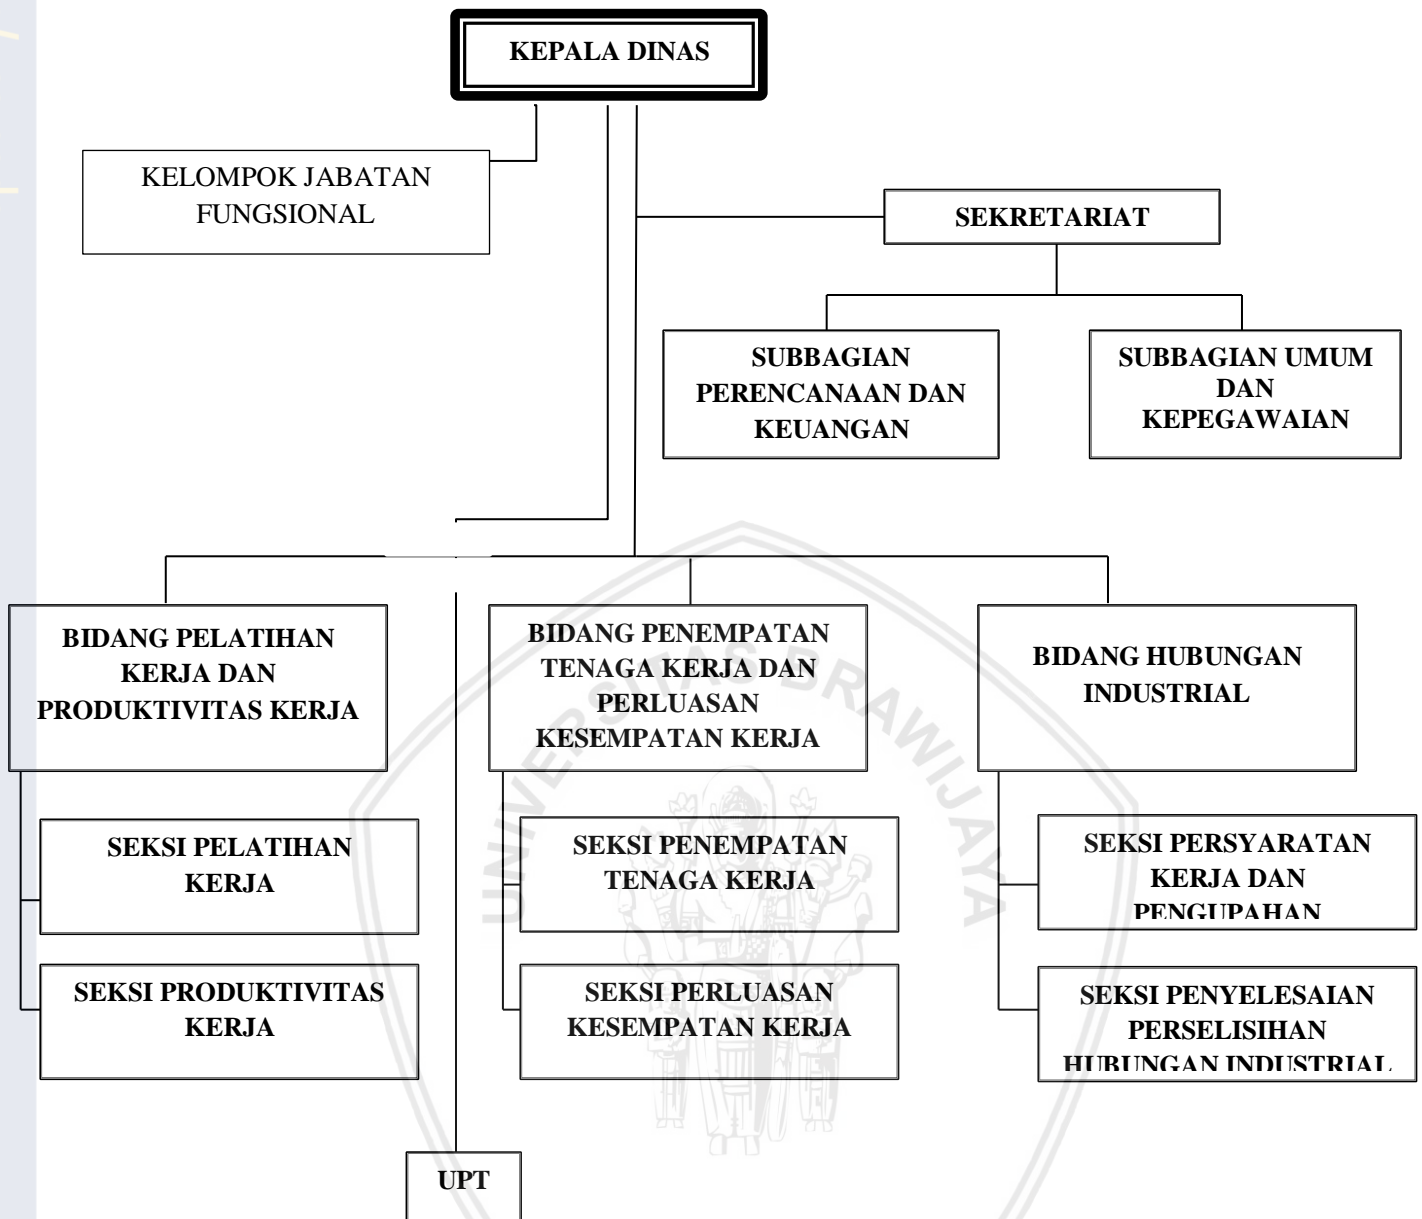 KEPALA DINAS
KELOMPOK JABATAN
FUNGSIONAL
SEKRETARIAT
SUBBAGIAN
PERENCANAAN DAN
KEUANGAN
SUBBAGIAN UMUM
DAN
KEPEGAWAIAN
BIDANG PELATIHAN
KERJA DAN
PRODUKTIVITAS KERJA
BIDANG PENEMPATAN
TENAGA KERJA DAN
PERLUASAN
KESEMPATAN KERJA
BIDANG HUBUNGAN
INDUSTRIAL
SEKSI PELATIHAN
KERJA
SEKSI PENEMPATAN
TENAGA KERJA
SEKSI PERSYARATAN
KERJA DAN
PENGUPAHAN
SEKSI PRODUKTIVITAS
KERJA
SEKSI PERLUASAN
KESEMPATAN KERJA
SEKSI PENYELESAIAN
PERSELISIHAN
HUBUNGAN INDUSTRIAL
UPT
UNIVERSITAS BRAWIJAYA